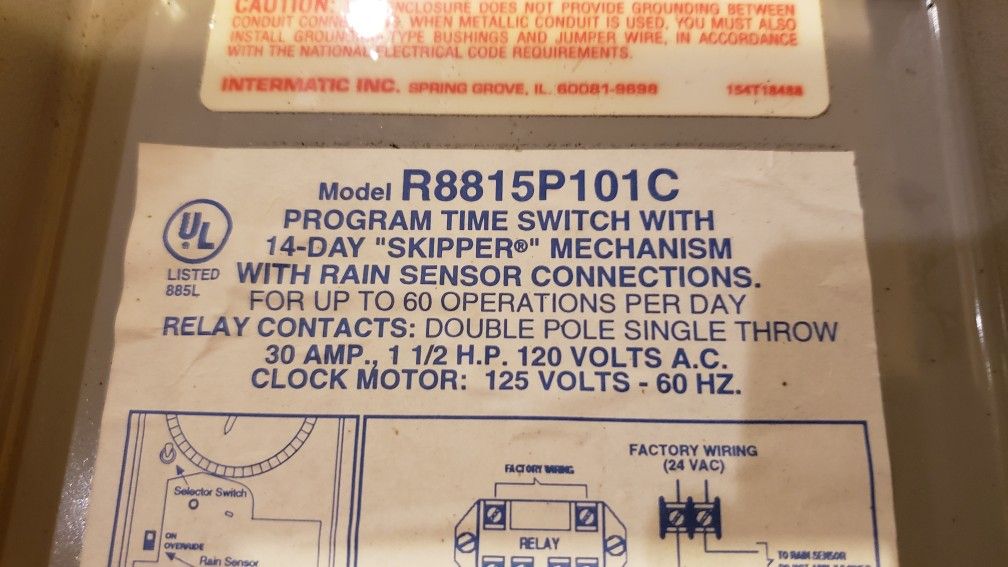 CAUTION: ENCLOSURE DOES NOT PROVIDE GROUNDING BETWEEN
CONDUIT WHEN METALLIC CONDUIT IS USED, YOU MUST ALSO
INSTALL TYPE BUSHINGS AND JUMPER WIRE, IN ACCORDANCE
WITH THE NATIONAL ELECTRICAL CODE REQUIREMENTS.
INTERMATIC INC. SPRING GROVE, IL. 60081-9698
154T18488
Model R8815P101C
PROGRAM TIME SWITCH WITH
14-DAY "SKIPPER®" MECHANISM
WITH RAIN SENSOR CONNECTIONS.
FOR UP TO 60 OPERATIONS PER DAY
RELAY CONTACTS: DOUBLE POLE SINGLE THROW
30 AMP., 1 1/2 H.P. 120 VOLTS A.C.
CLOCK MOTOR: 125 VOLTS - 60 HZ.
UL
®
LISTED
885L
Selector Switch
ON
OVERRIDE
Rain Sensor
FACTORY WIRING
RELAY
FACTORY WIRING
(24 VAC)
TO RAIN SENSOR